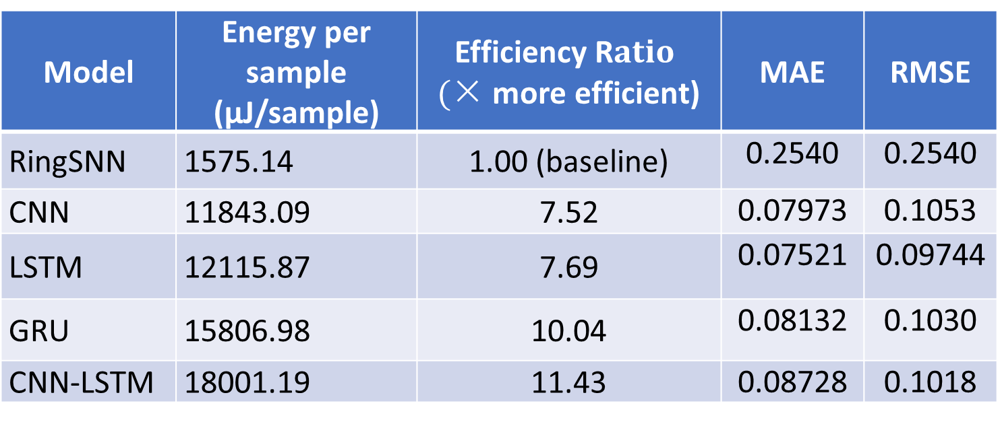 Model
Energy per
sample
(μJ/sample)
Efficiency Ratio
(× more efficient)
MAE
RMSE
RingSNN 1575.14 1.00 (baseline) 0.2540 0.2540
CNN 11843.09 7.52 0.07973 0.1053
LSTM 12115.87 7.69 0.07521 0.09744
GRU 15806.98 10.04 0.08132 0.1030
CNN-LSTM 18001.19 11.43 0.08728 0.1018